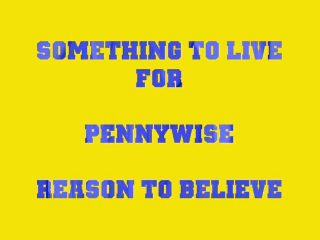 SOMETHING TO LIVE
FOR
PENNYWISE
REASON TO BELIEVE